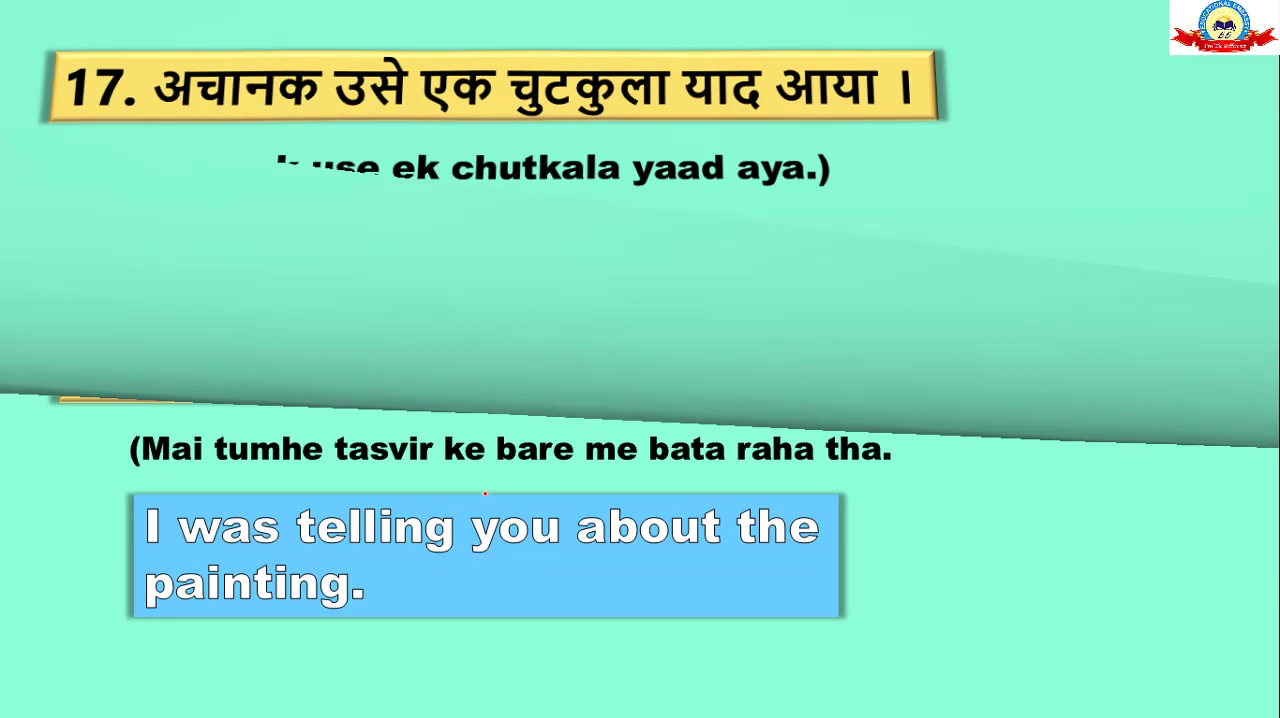 17. अचानक उसे एक चुटकुला याद आया ।
use ek chutkala yaad aya.)
(Mai tumhe tasvir ke bare me bata raha tha.
I was telling you about the
painting.